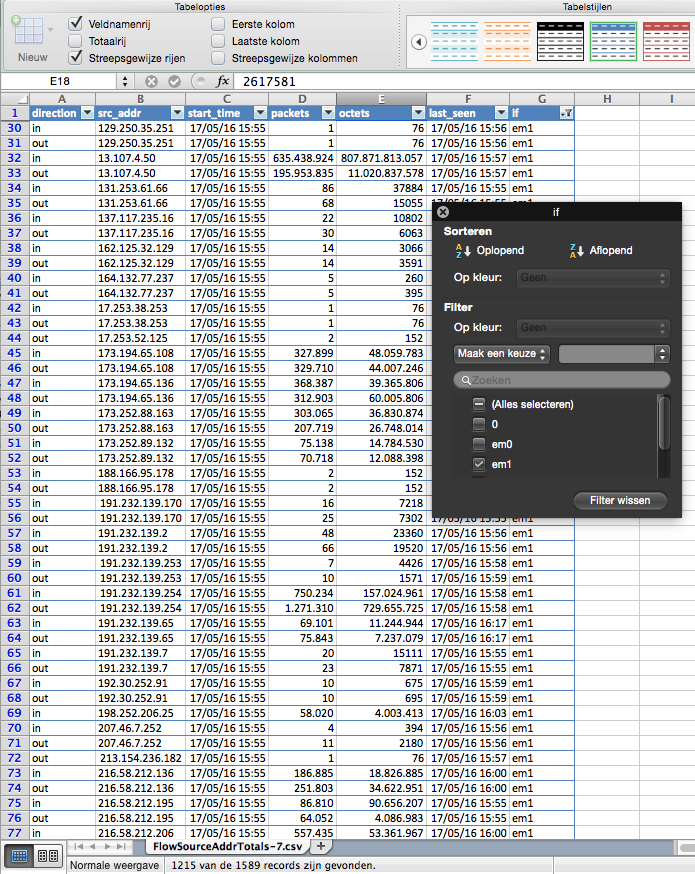 Tabelopties Tabelstijlen
Nieuw
Veldnamenrij Eerste kolom
Totaalrij Laatste kolom
Streepsgewijze rijen Streepsgewijze kolommen
E18 fx 2617581
A B C D E F G H I
1 direction src_addr start_time packets octets last_seen if
30 in 129.250.35.251 17/05/16 15:55 1 76 17/05/16 15:56 em1
31 out 129.250.35.251 17/05/16 15:55 1 76 17/05/16 15:56 em1
32 in 13.107.4.50 17/05/16 15:55 635.438.924 807.871.813.057 17/05/16 15:57 em1
33 out 13.107.4.50 17/05/16 15:55 195.953.835 11.020.837.578 17/05/16 15:57 em1
34 in 131.253.61.66 17/05/16 15:55 86 37884 17/05/16 15:55 em1
35 out 131.253.61.66 17/05/16 15:55 68 15055
36 in 137.117.235.16 17/05/16 15:55 22 10802
37 out 137.117.235.16 17/05/16 15:55 30 6063
38 in 162.125.32.129 17/05/16 15:55 14 3066
39 out 162.125.32.129 17/05/16 15:55 14 3591
40 in 164.132.77.237 17/05/16 15:55 5 260
41 out 164.132.77.237 17/05/16 15:55 5 395
42 in 17.253.38.253 17/05/16 15:55 1 76
43 out 17.253.38.253 17/05/16 15:55 1 76
44 out 17.253.52.125 17/05/16 15:55 2 152
45 in 173.194.65.108 17/05/16 15:55 327.899 48.059.783
46 out 173.194.65.108 17/05/16 15:55 329.710 44.007.246
47 in 173.194.65.136 17/05/16 15:55 368.387 39.365.806
48 out 173.194.65.136 17/05/16 15:55 312.903 60.005.806
49 in 173.252.88.163 17/05/16 15:55 303.065 36.830.874
50 out 173.252.88.163 17/05/16 15:55 207.719 26.748.014
51 in 173.252.89.132 17/05/16 15:55 75.138 14.784.530
52 out 173.252.89.132 17/05/16 15:55 70.718 12.088.398
53 in 188.166.95.178 17/05/16 15:55 2 152
54 out 188.166.95.178 17/05/16 15:55 2 152
55 in 191.232.139.170 17/05/16 15:55 16 7218
56 out 191.232.139.170 17/05/16 15:55 25 7302 17/05/16 15:55 em1
57 in 191.232.139.2 17/05/16 15:55 48 23360 17/05/16 15:56 em1
58 out 191.232.139.2 17/05/16 15:55 66 19520 17/05/16 15:56 em1
59 in 191.232.139.253 17/05/16 15:55 7 4426 17/05/16 15:58 em1
60 out 191.232.139.253 17/05/16 15:55 10 1571 17/05/16 15:59 em1
61 in 191.232.139.254 17/05/16 15:55 750.234 157.024.961 17/05/16 15:58 em1
62 out 191.232.139.254 17/05/16 15:55 1.271.310 729.655.725 17/05/16 15:58 em1
63 in 191.232.139.65 17/05/16 15:55 69.101 11.244.944 17/05/16 16:17 em1
64 out 191.232.139.65 17/05/16 15:55 75.843 7.237.079 17/05/16 16:17 em1
65 in 191.232.139.7 17/05/16 15:55 20 15111 17/05/16 15:55 em1
66 out 191.232.139.7 17/05/16 15:55 23 7871 17/05/16 15:55 em1
67 in 192.30.252.91 17/05/16 15:55 10 675 17/05/16 15:59 em1
68 out 192.30.252.91 17/05/16 15:55 10 695 17/05/16 15:59 em1
69 in 198.252.206.25 17/05/16 15:55 58.020 4.003.413 17/05/16 16:03 em1
70 in 207.46.7.252 17/05/16 15:55 4 394 17/05/16 15:56 em1
71 out 207.46.7.252 17/05/16 15:55 11 2180 17/05/16 15:56 em1
72 out 213.154.236.182 17/05/16 15:55 1 76 17/05/16 15:57 em1
73 in 216.58.212.136 17/05/16 15:55 186.885 18.826.885 17/05/16 16:00 em1
74 out 216.58.212.136 17/05/16 15:55 251.803 34.622.951 17/05/16 16:00 em1
75 in 216.58.212.195 17/05/16 15:55 86.810 90.656.207 17/05/16 15:55 em1
76 out 216.58.212.195 17/05/16 15:55 64.052 4.086.983 17/05/16 15:55 em1
77 in 216.58.212.206 17/05/16 15:55 557.435 53.361.967 17/05/16 16:00 em1
if
Sorteren
Oplopend Aflopend
Op kleur: Geen
Filter
Op kleur: Geen
Maak een keuze
Zoeken
(Alles selecteren)
0
em0
em1
Filter wissen
FlowSourceAddrTotals-7.csv +
Normale weergave 1215 van de 1589 records zijn gevonden.